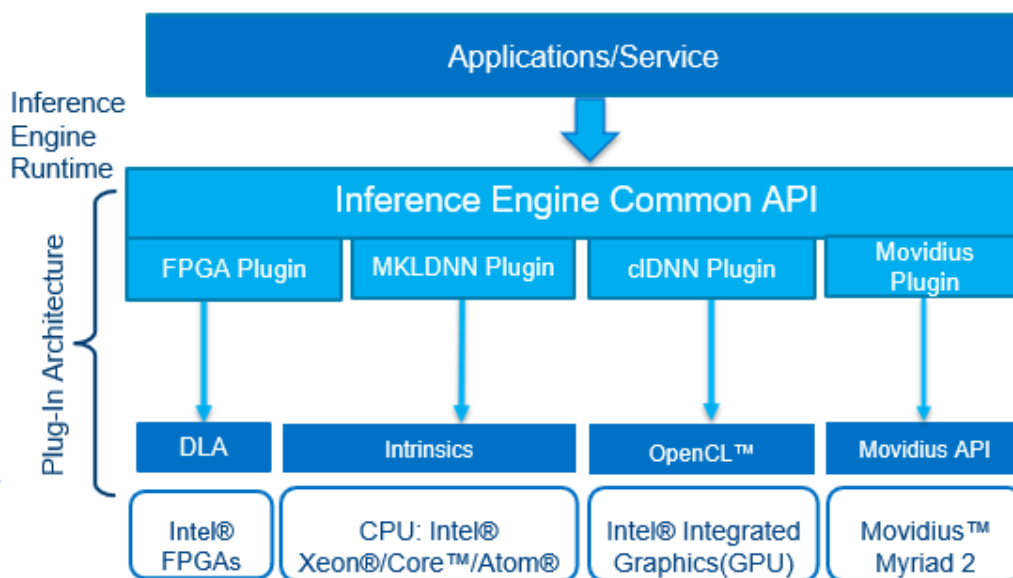 Applications/Service
Inference
Engine
Runtime
Inference Engine Common API
FPGA Plugin
MKLDNN Plugin
clDNN Plugin
Movidius
Plugin
Plug-In Architecture
DLA
Intrinsics
OpenCL™
Movidius API
Intel®
FPGAs
CPU: Intel®
Xeon®/Core™/Atom®
Intel® Integrated
Graphics(GPU)
Movidius™
Myriad 2